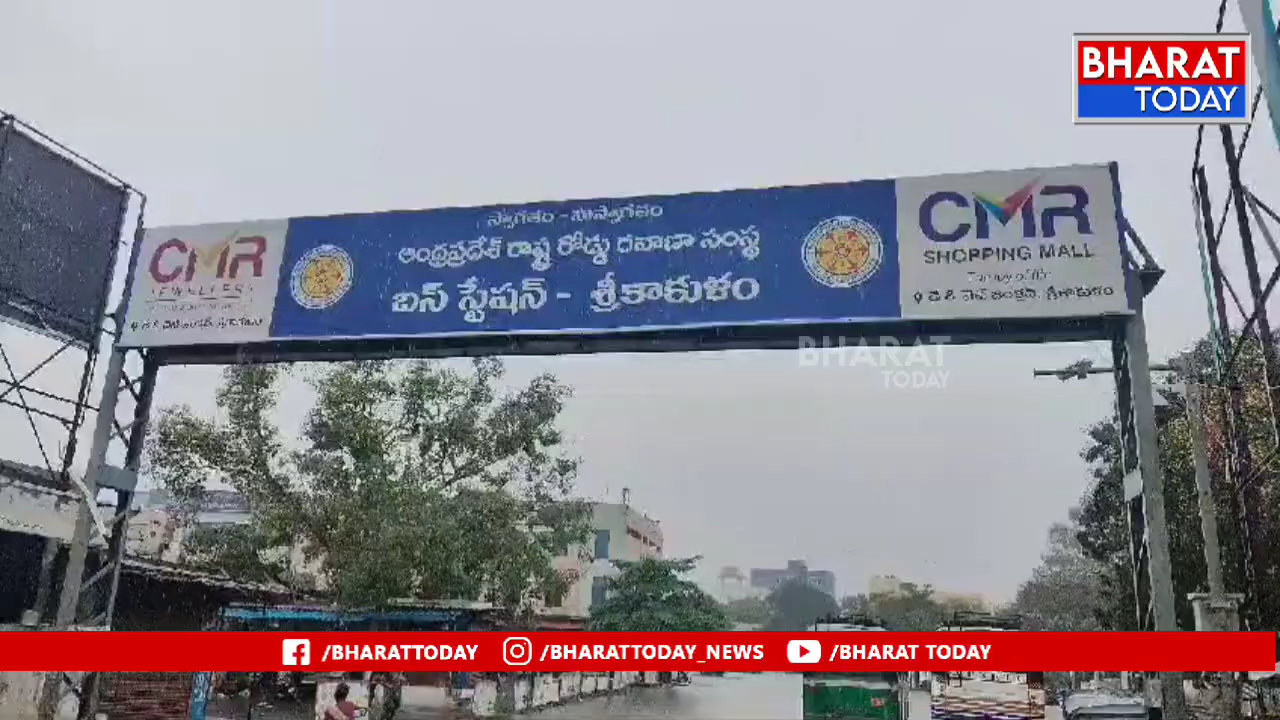 BHARAT
TODAY
స్వాగతం - సుస్వాగతం
ఆంధ్రప్రదేశ్ రాష్ట్ర రోడ్డు రవాణా సంస్థ
బస్ స్టేషన్ - శ్రీకాకుళం
CMR
JEWELLERY
CMR
SHOPPING MALL
శ్రీకాకుళం
BHARAT
TODAY
/BHARATTODAY
/BHARATTODAY_NEWS
/BHARAT TODAY